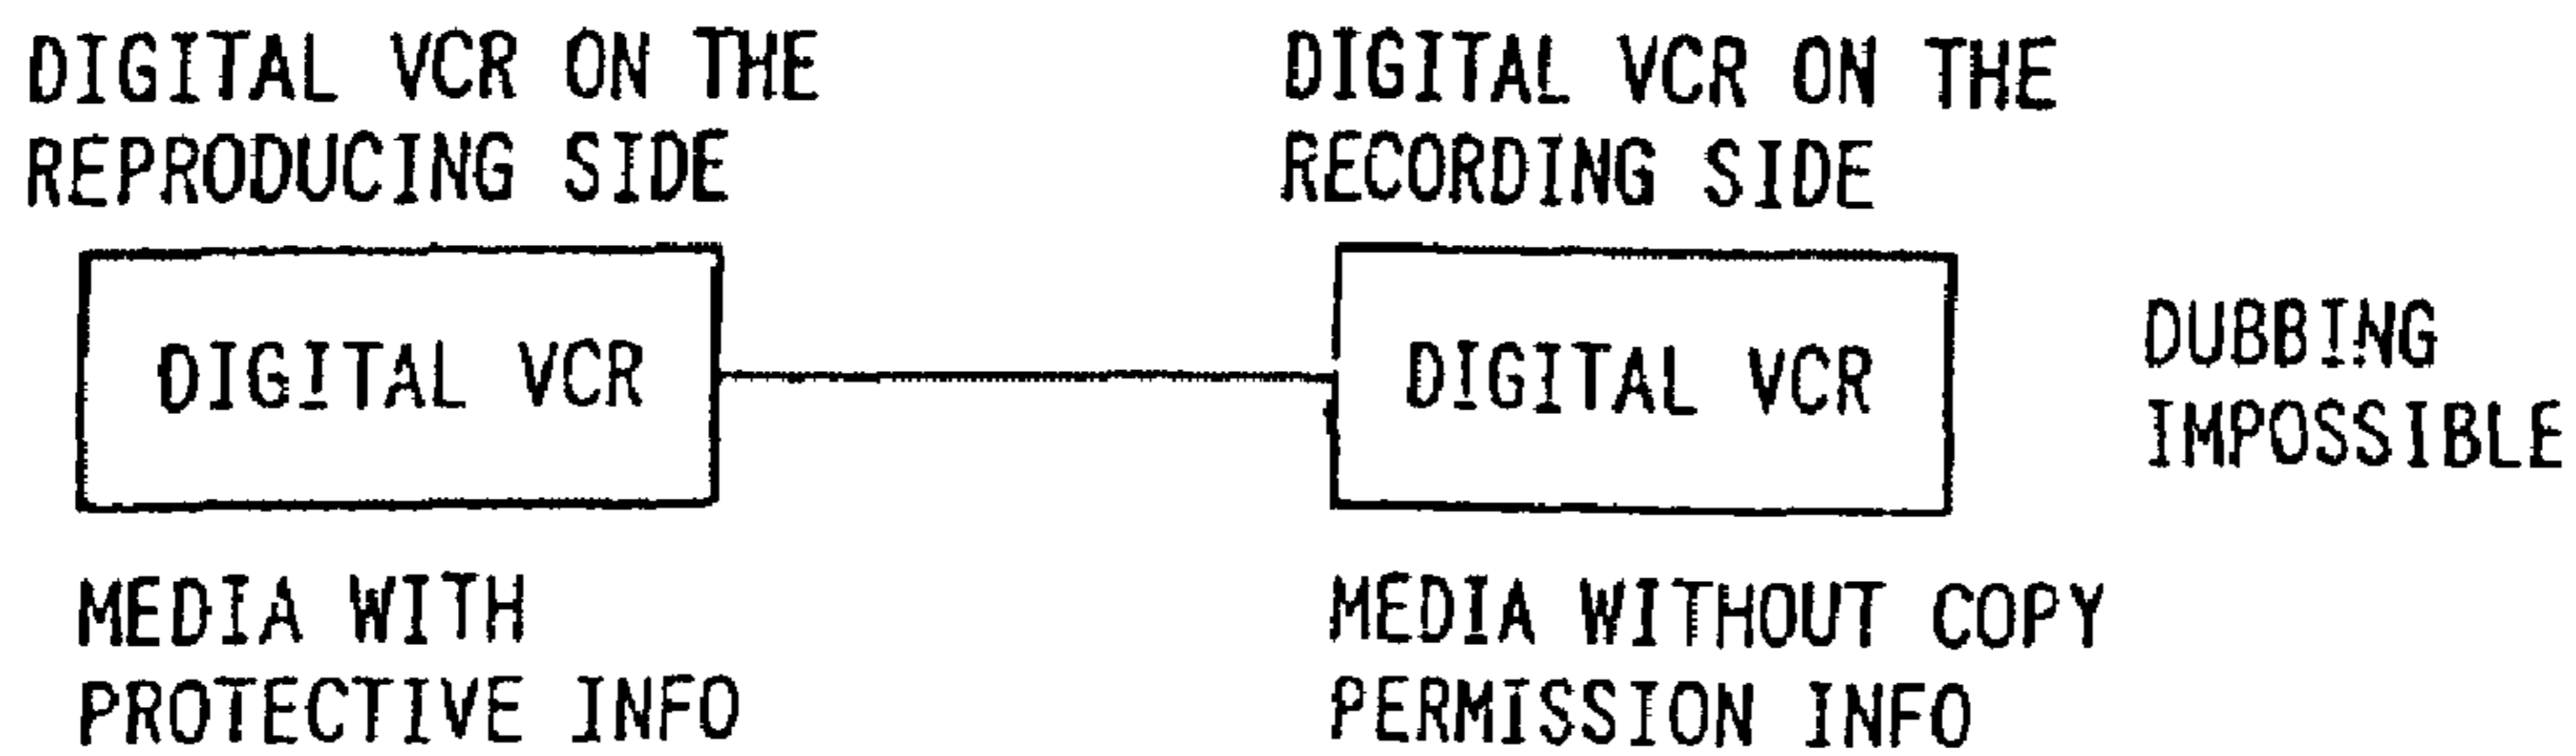 DIGITAL VCR ON THE
REPRODUCING SIDE
DIGITAL VCR ON THE
RECORDING SIDE
DIGITAL VCR
DIGITAL VCR
DUBBING
IMPOSSIBLE
MEDIA WITH
PROTECTIVE INFO
MEDIA WITHOUT COPY
PERMISSION INFO